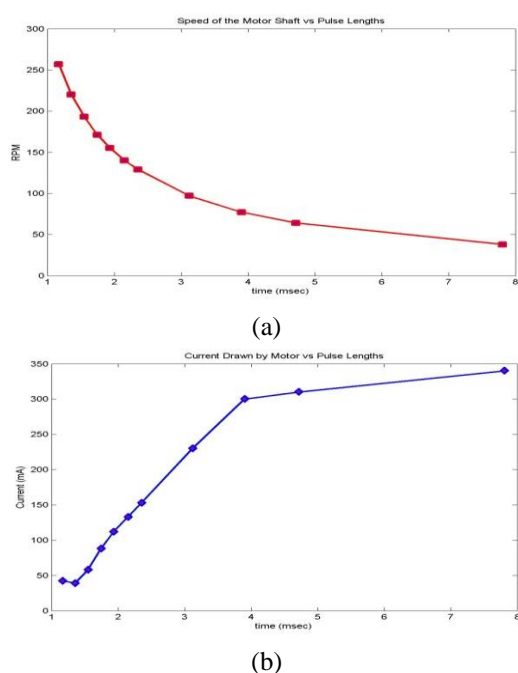 Speed of the Motor Shaft vs Pulse Lengths
300
250
200
150
100
50
0
RPM
1 2 3 4 5 6 7 8
time (msec)
(a)
Current Drawn by Motor vs Pulse Lengths
350
300
250
200
150
100
50
0
Current (mA)
1 2 3 4 5 6 7 8
time (msec)
(b)